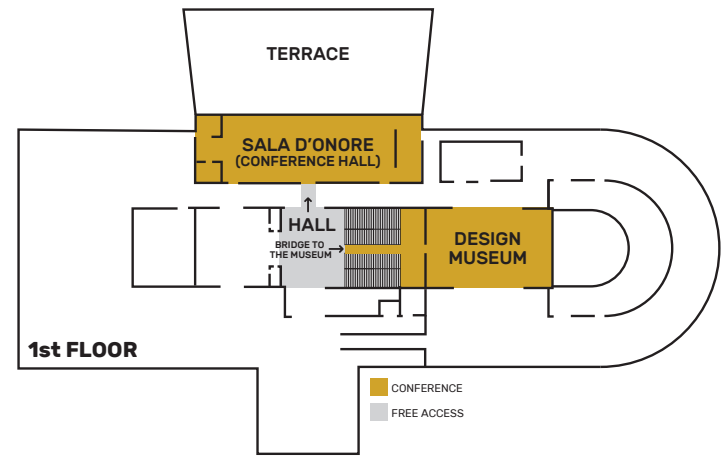 TERRACE
SALA D'ONORE
(CONFERENCE HALL)
HALL
BRIDGE TO
THE MUSEUM
DESIGN
MUSEUM
1st FLOOR
CONFERENCE
FREE ACCESS